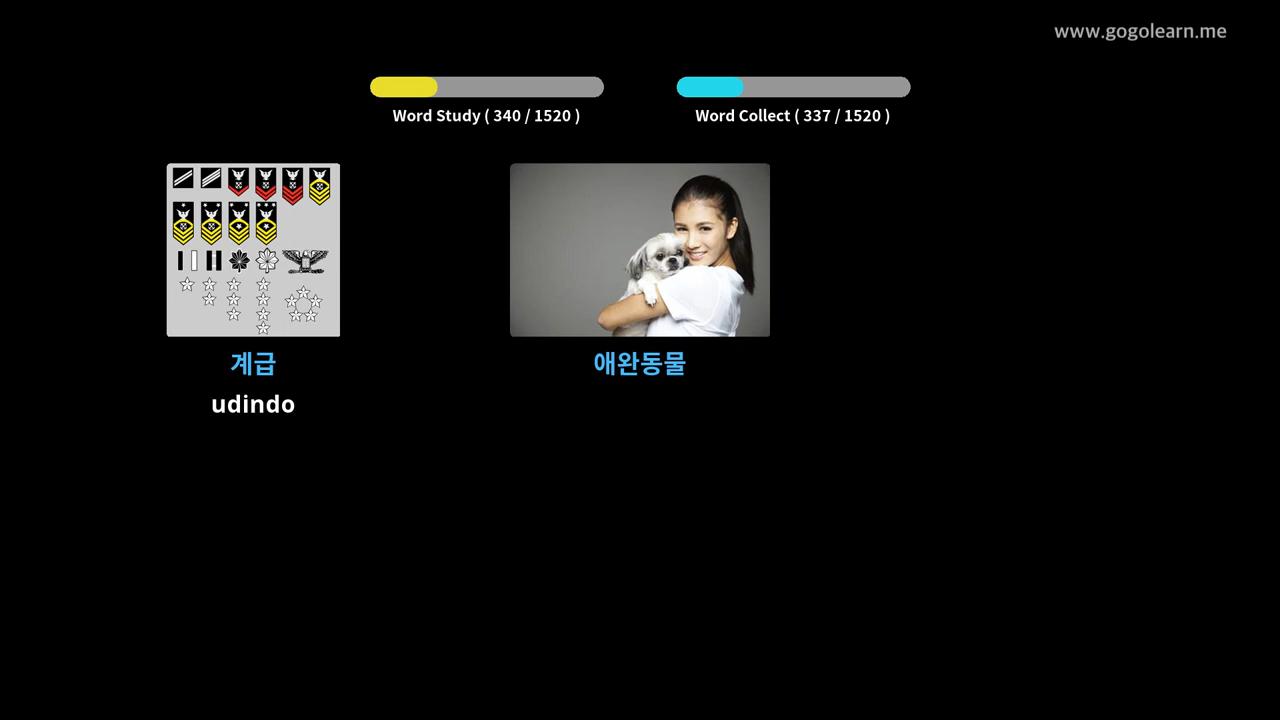 www.gogolearn.me
Word Study ( 340 / 1520 )
Word Collect ( 337 / 1520 )
계급
애완동물
udindo